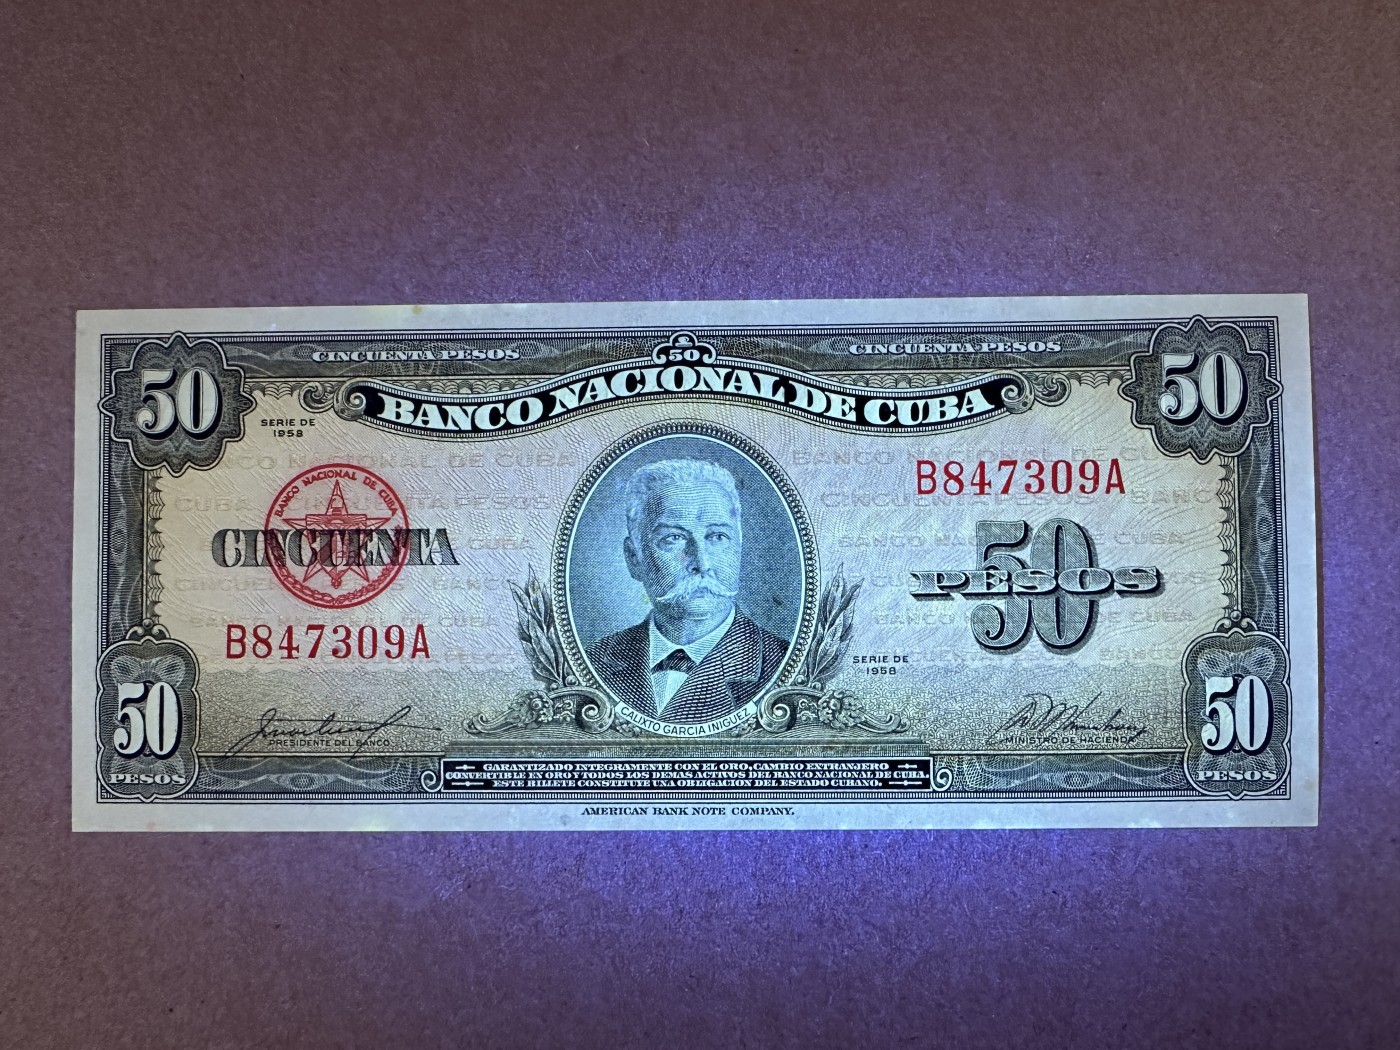 CINCUENTA PESOS
50
CINCUENTA PESOS
50
50
BANCO NACIONAL DE CUBA
SERIE DE
1958
BANCO NACIONAL DE CUBA
B847309A
CINCUENTA
50
PESOS
B847309A
SERIE DE
1958
50
PESOS
50
PESOS
CALIXTO GARCIA IÑIGUEZ
PRESIDENTE DEL BANCO
MINISTRO DE HACIENDA
GARANTIZADO INTEGRAMENTE CON EL ORO, CAMBIO EXTRANJERO
CONVERTIBLE EN ORO Y TODOS LOS DEMAS ACTIVOS DEL BANCO NACIONAL DE CUBA.
ESTE BILLETE CONSTITUYE UNA OBLIGACION DEL ESTADO CUBANO.
AMERICAN BANK NOTE COMPANY.